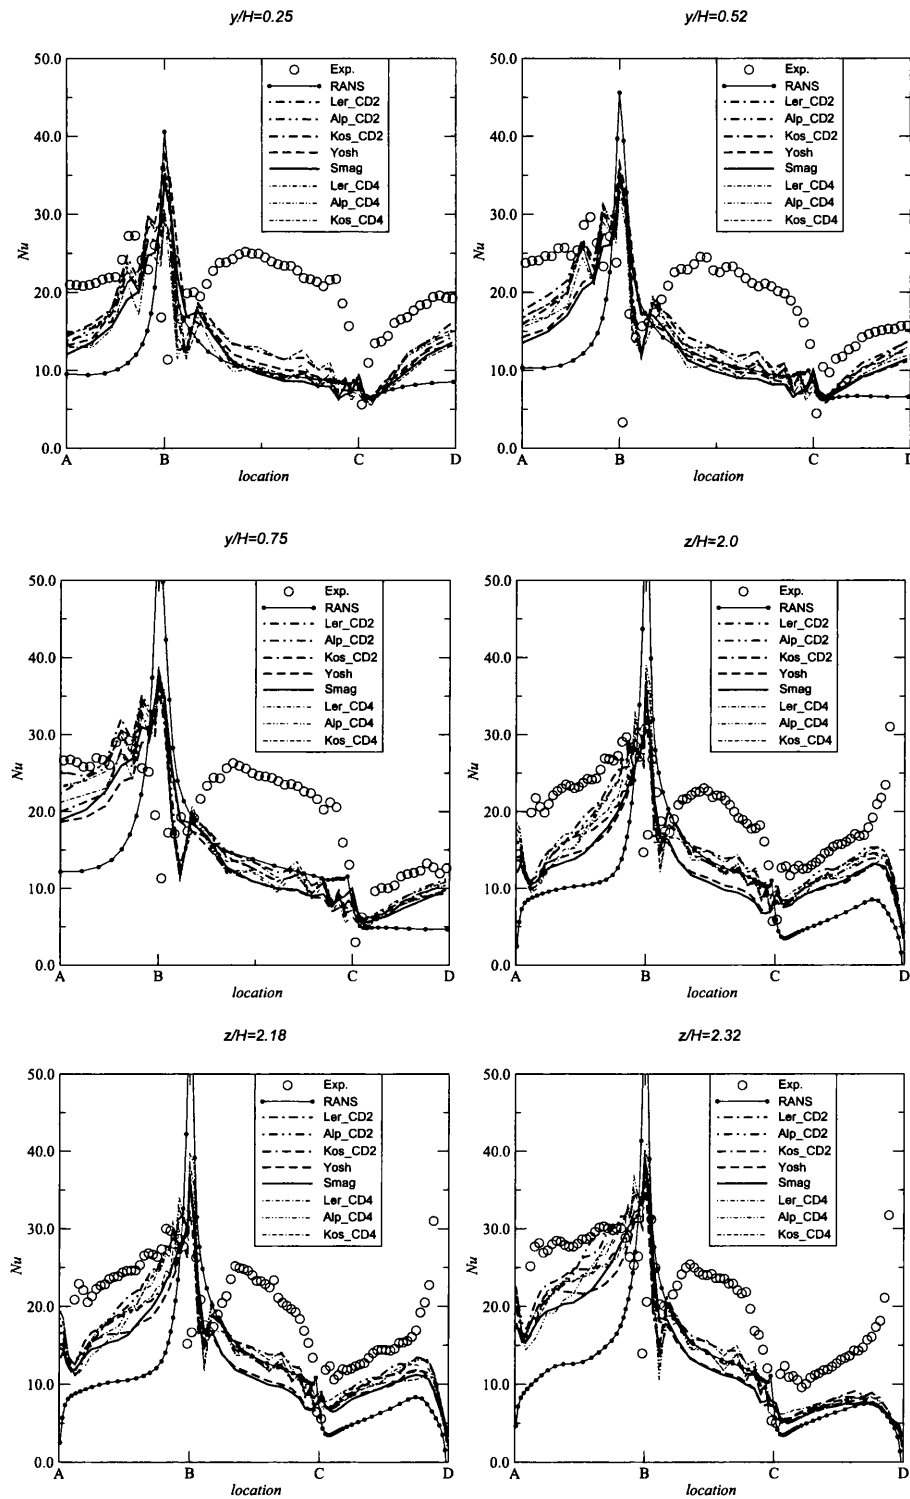 y/H=0.25
50.0
40.0
30.0
20.0
10.0
0.0
Nu
Exp.
RANS
Ler_CD2
Alp_CD2
Kos_CD2
Yosh
Smag
Ler_CD4
Alp_CD4
Kos_CD4
A
B
C
D
location
y/H=0.52
50.0
40.0
30.0
20.0
10.0
0.0
Nu
Exp.
RANS
Ler_CD2
Alp_CD2
Kos_CD2
Yosh
Smag
Ler_CD4
Alp_CD4
Kos_CD4
A
B
C
D
location
y/H=0.75
50.0
40.0
30.0
20.0
10.0
0.0
Nu
Exp.
RANS
Ler_CD2
Alp_CD2
Kos_CD2
Yosh
Smag
Ler_CD4
Alp_CD4
Kos_CD4
A
B
C
D
location
z/H=2.0
50.0
40.0
30.0
20.0
10.0
0.0
Nu
Exp.
RANS
Ler_CD2
Alp_CD2
Kos_CD2
Yosh
Smag
Ler_CD4
Alp_CD4
Kos_CD4
A
B
C
D
location
z/H=2.18
50.0
40.0
30.0
20.0
10.0
0.0
Nu
Exp.
RANS
Ler_CD2
Alp_CD2
Kos_CD2
Yosh
Smag
Ler_CD4
Alp_CD4
Kos_CD4
A
B
C
D
location
z/H=2.32
50.0
40.0
30.0
20.0
10.0
0.0
Nu
Exp.
RANS
Ler_CD2
Alp_CD2
Kos_CD2
Yosh
Smag
Ler_CD4
Alp_CD4
Kos_CD4
A
B
C
D
location